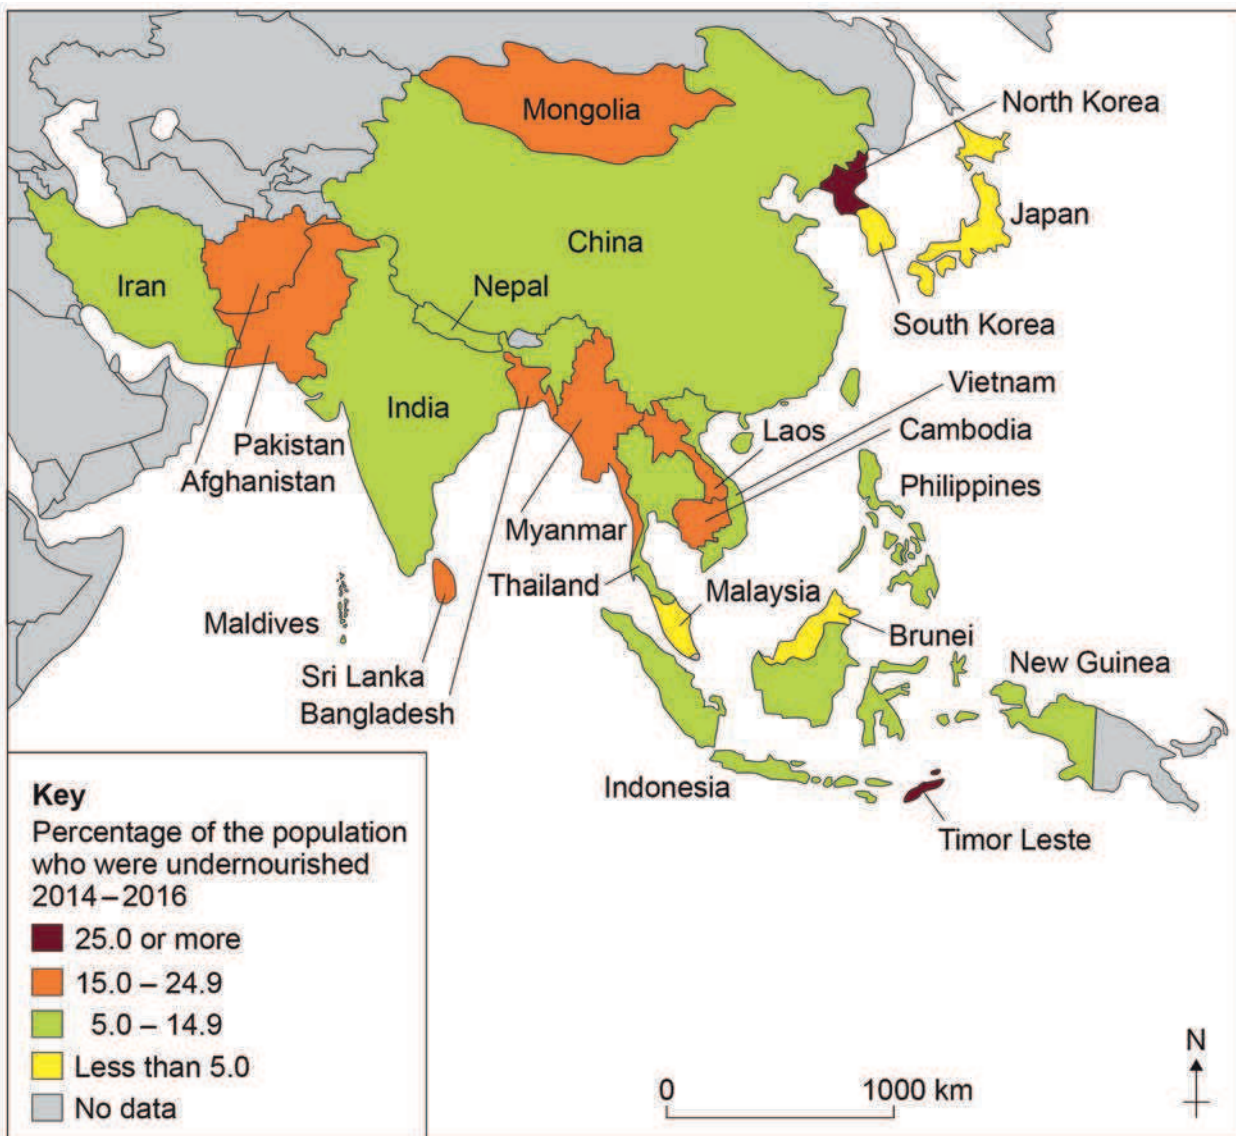 Mongolia
North Korea
Japan
China
Iran
Nepal
South Korea
Vietnam
India
Laos
Cambodia
Pakistan
Afghanistan
Philippines
Myanmar
Thailand
Malaysia
Maldives
Brunei
Sri Lanka
New Guinea
Bangladesh
Indonesia
Timor Leste
Key
Percentage of the population
who were undernourished
2014–2016
25.0 or more
15.0 – 24.9
5.0 – 14.9
Less than 5.0
No data
0 1000 km
N